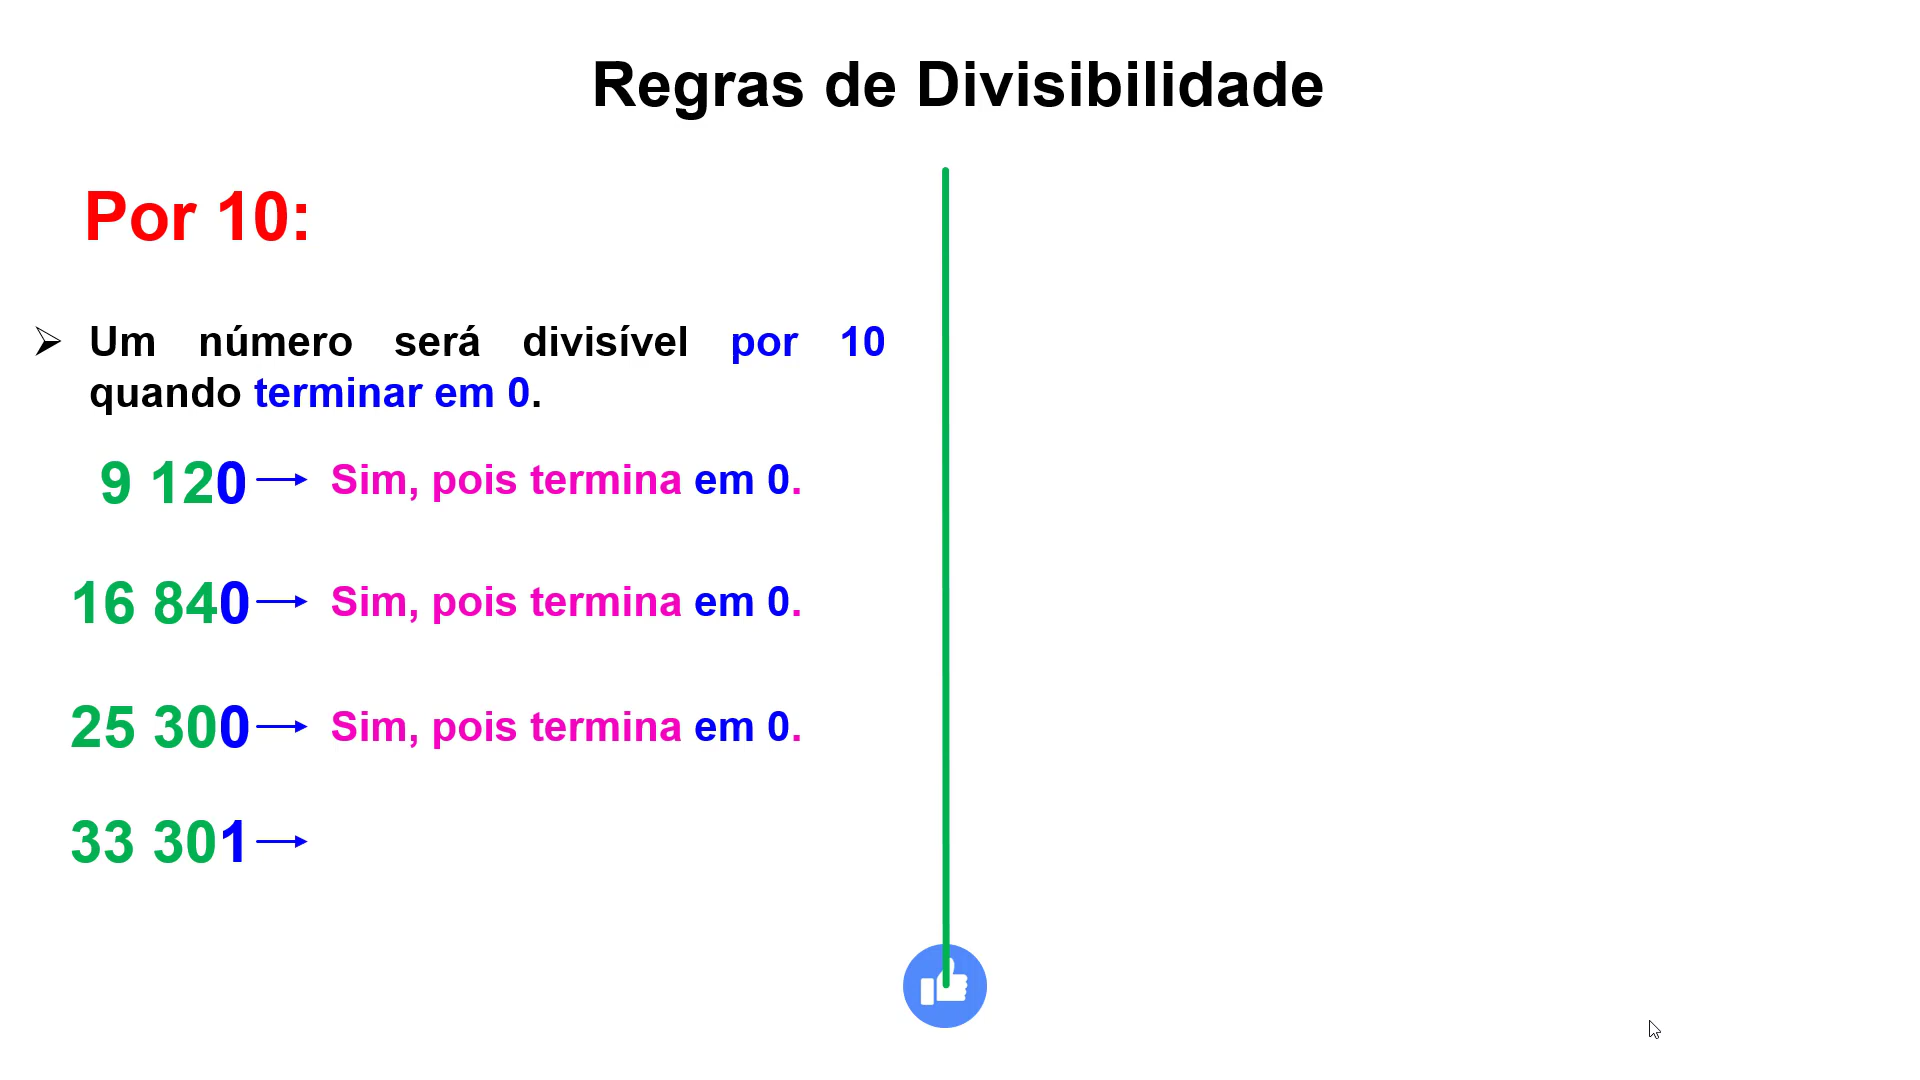 Regras de Divisibilidade
Por 10:
Um número será divisível por 10
quando terminar em 0.
9 120 Sim, pois termina em 0.
16 840 Sim, pois termina em 0.
25 300 Sim, pois termina em 0.
33 301